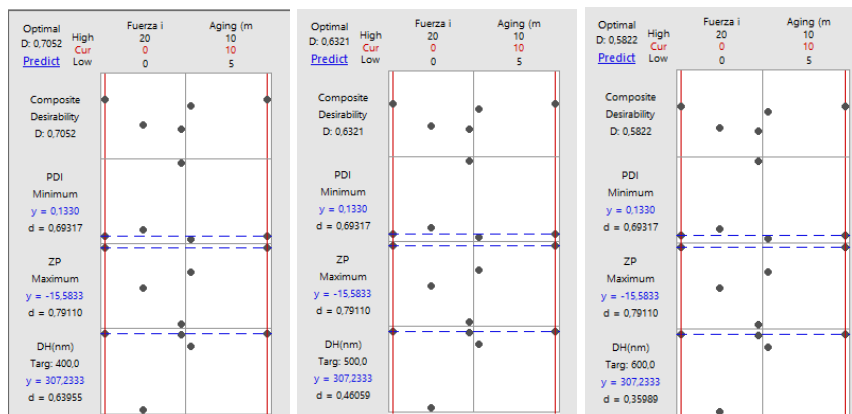 Optimal
D: 0,7052
Predict
High
Cur
Low
Fuerza i
20
0
0
Aging (m
10
10
5
Composite
Desirability
D: 0,7052
PDI
Minimum
y = 0,1330
d = 0,69317
ZP
Maximum
y = -15,5833
d = 0,79110
DH(nm)
Targ: 400,0
y = 307,2333
d = 0,63955
Optimal
D: 0,6321
Predict
High
Cur
Low
Fuerza i
20
0
0
Aging (m
10
10
5
Composite
Desirability
D: 0,6321
PDI
Minimum
y = 0,1330
d = 0,69317
ZP
Maximum
y = -15,5833
d = 0,79110
DH(nm)
Targ: 500,0
y = 307,2333
d = 0,46059
Optimal
D: 0,5822
Predict
High
Cur
Low
Fuerza i
20
0
0
Aging (m
10
10
5
Composite
Desirability
D: 0,5822
PDI
Minimum
y = 0,1330
d = 0,69317
ZP
Maximum
y = -15,5833
d = 0,79110
DH(nm)
Targ: 600,0
y = 307,2333
d = 0,35989